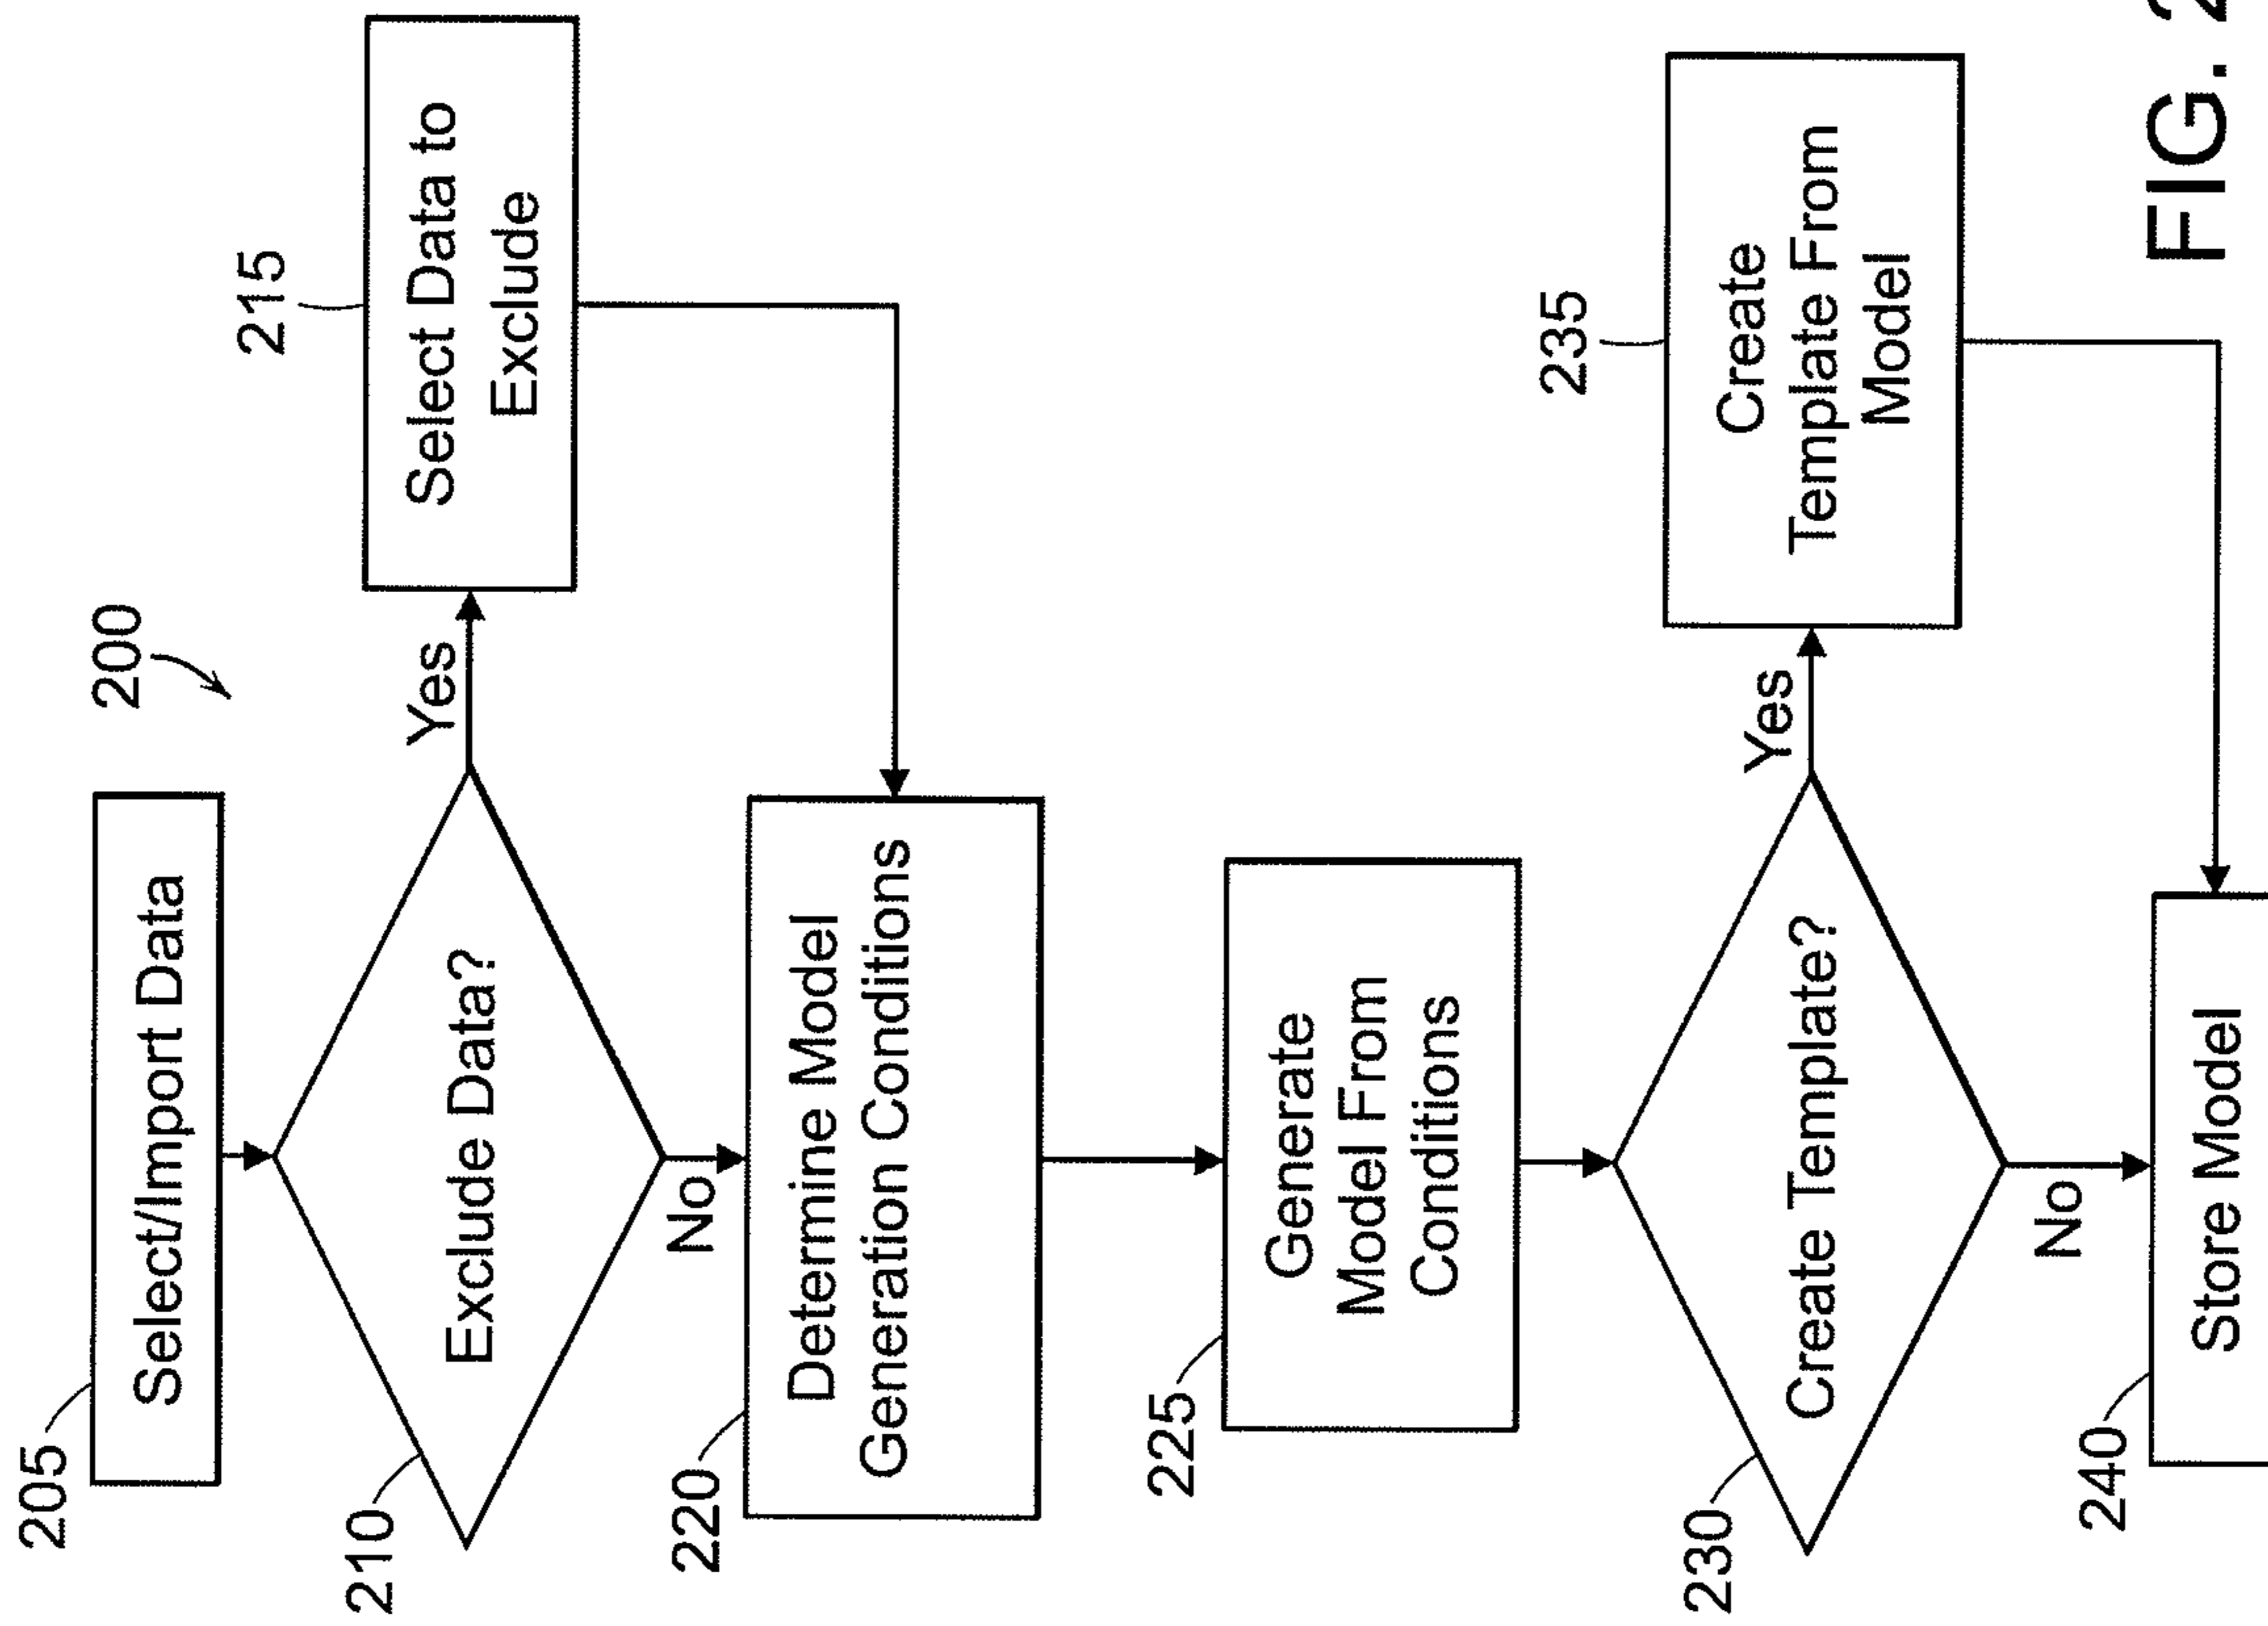 200
205
Select/Import Data
210
Exclude Data?
Yes
215
Select Data to
Exclude
No
220
Determine Model
Generation Conditions
225
Generate
Model From
Conditions
230
Create Template?
Yes
235
Create
Template From
Model
No
240
Store Model
FIG. 2